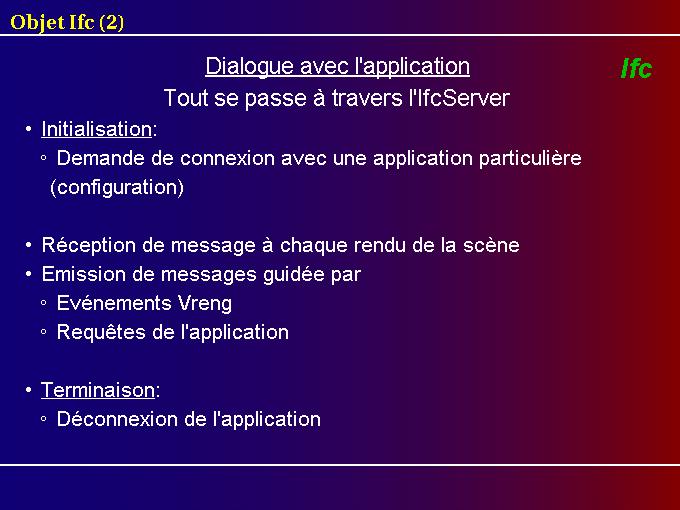 Objet Ifc (2)
Dialogue avec l'application
Ifc
Tout se passe à travers l'IfcServer
• Initialisation:
◦ Demande de connexion avec une application particulière
(configuration)
• Réception de message à chaque rendu de la scène
• Emission de messages guidée par
◦ Evénements Vreng
◦ Requêtes de l'application
• Terminaison:
◦ Déconnexion de l'application